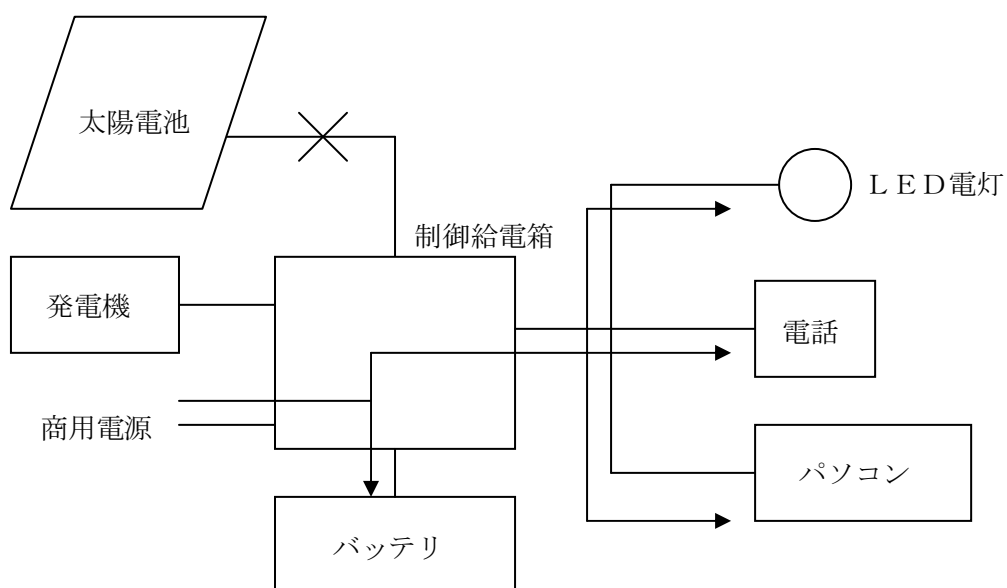 太陽電池
ＬＥＤ電灯
制御給電箱
発電機
電話
商用電源
パソコン
バッテリ